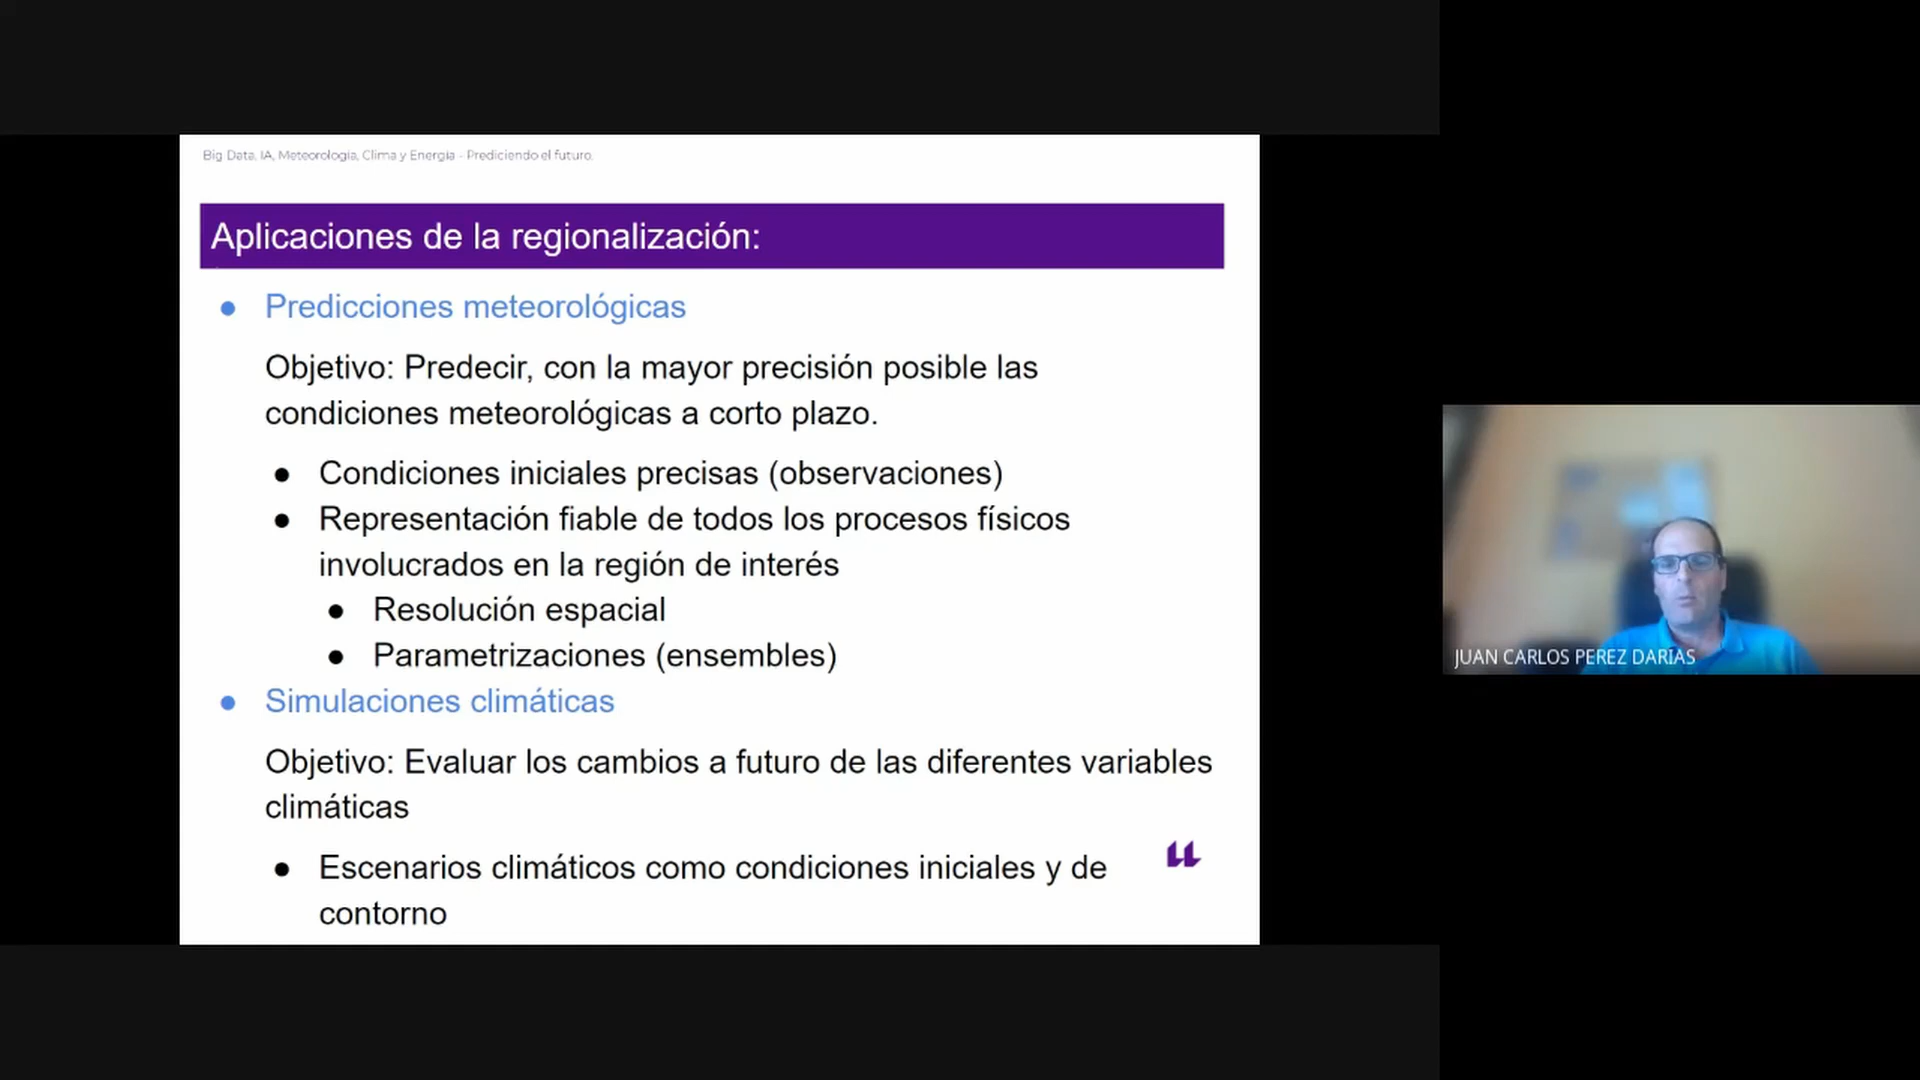 Big Data, IA, Meteorología, Clima y Energía - Prediciendo el futuro.
Aplicaciones de la regionalización:
● Predicciones meteorológicas
Objetivo: Predecir, con la mayor precisión posible las
condiciones meteorológicas a corto plazo.
● Condiciones iniciales precisas (observaciones)
● Representación fiable de todos los procesos físicos
involucrados en la región de interés
● Resolución espacial
● Parametrizaciones (ensembles)
● Simulaciones climáticas
Objetivo: Evaluar los cambios a futuro de las diferentes variables
climáticas
● Escenarios climáticos como condiciones iniciales y de
contorno
JUAN CARLOS PEREZ DARIAS